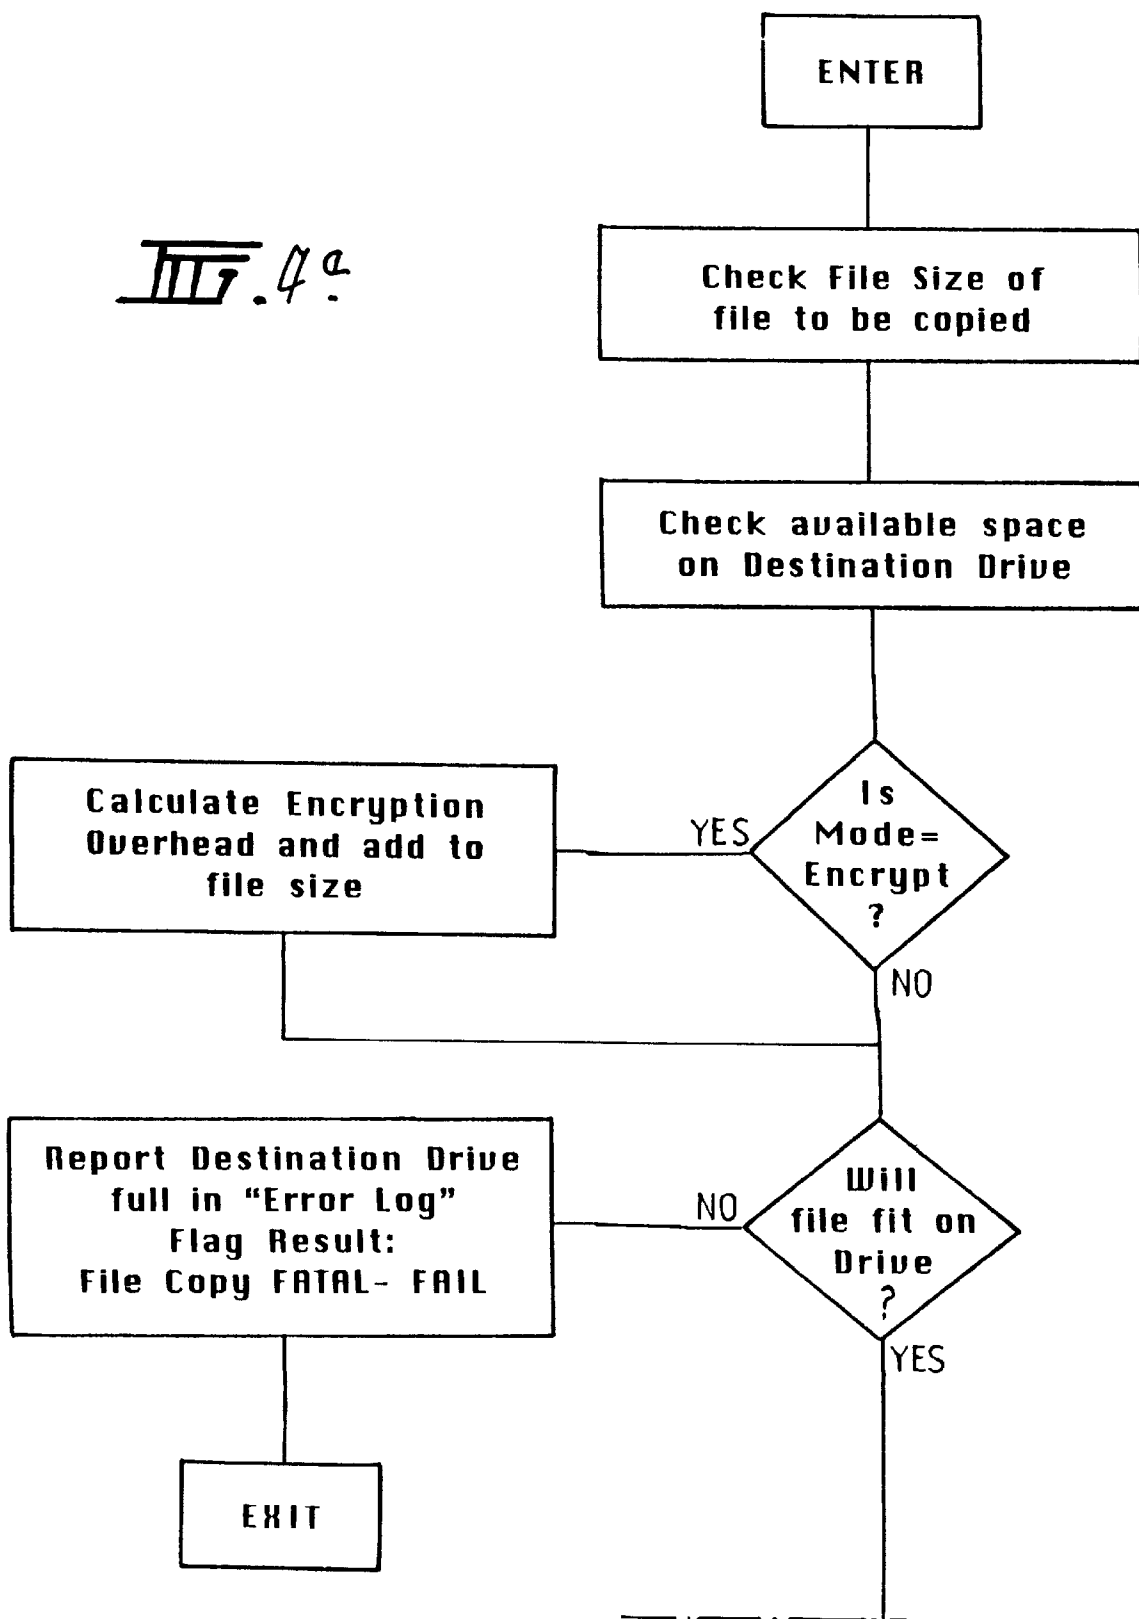 ENTER
FIG. 4a
Check File Size of
file to be copied
Check available space
on Destination Drive
Is
Mode=
Encrypt
?
YES
NO
Calculate Encryption
Overhead and add to
file size
Will
file fit on
Drive
?
NO
YES
Report Destination Drive
full in “Error Log”
Flag Result:
File Copy FATAL- FAIL
EXIT